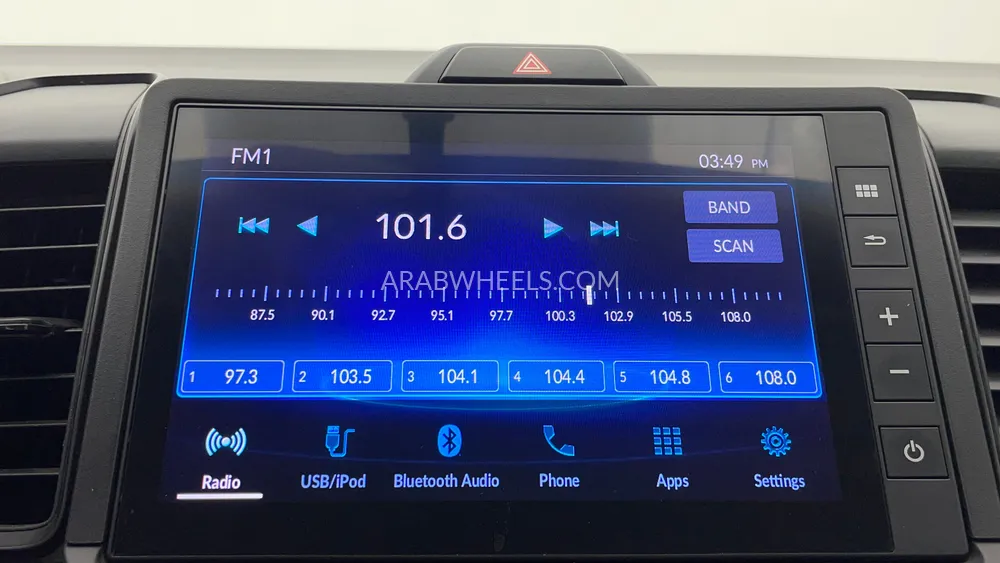 FM1 03:49 PM
101.6 BAND
SCAN
ARABWHEELS.COM
87.5 90.1 92.7 95.1 97.7 100.3 102.9 105.5 108.0
1 97.3 2 103.5 3 104.1 4 104.4 5 104.8 6 108.0
Radio USB/iPod Bluetooth Audio Phone Apps Settings